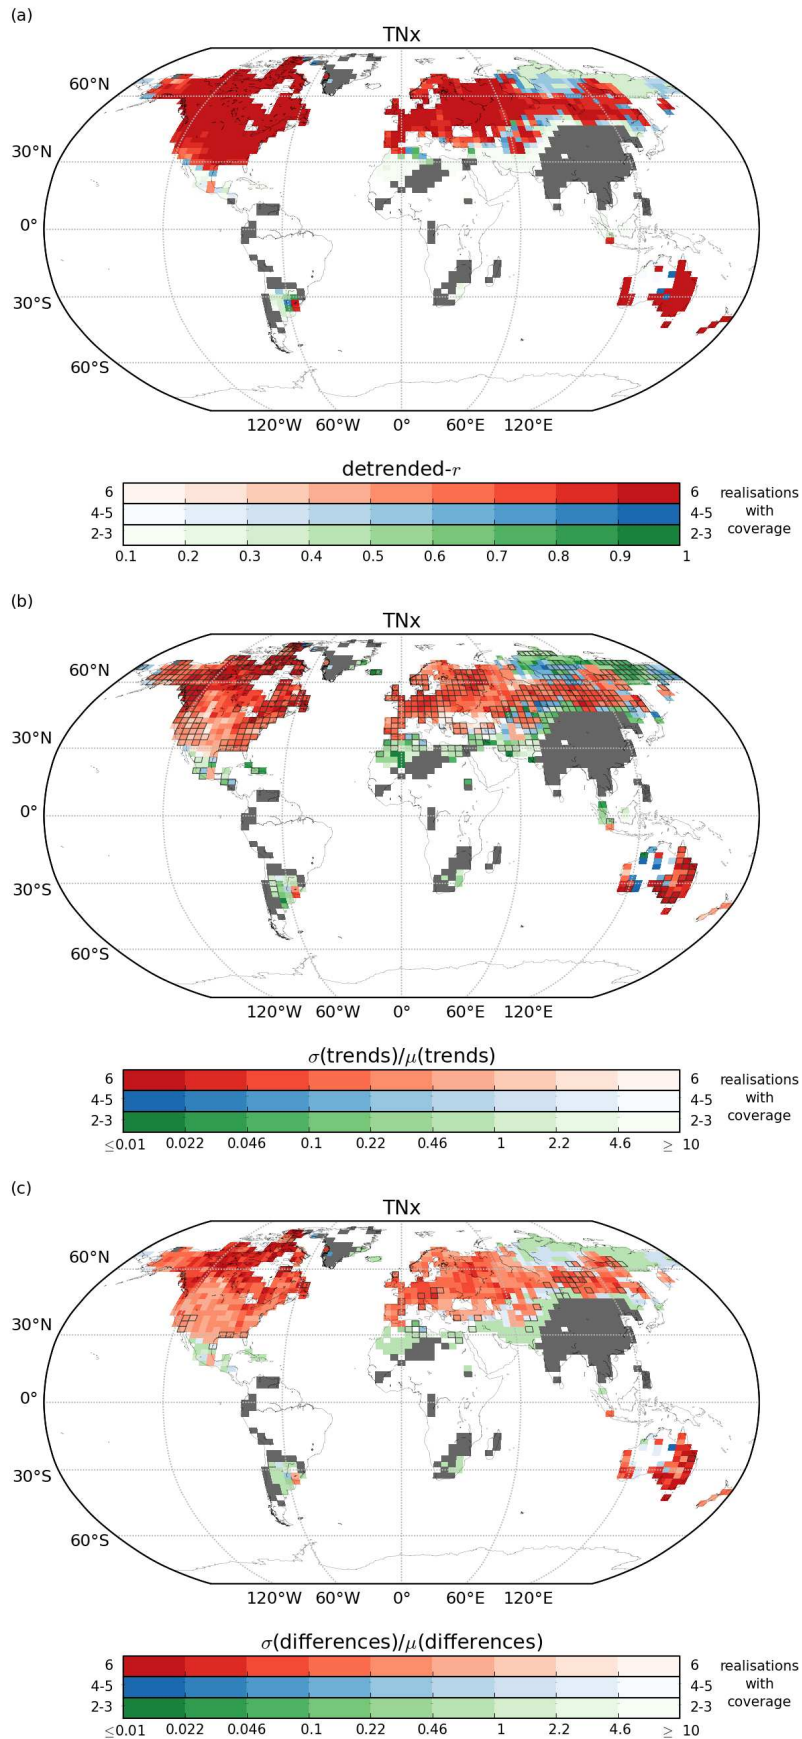 (a)
TNx
60°N
30°N
0°
30°S
60°S
120°W 60°W 0° 60°E 120°E
detrended-r
6 6 realisations
4-5 4-5 with
2-3 2-3 coverage
0.1 0.2 0.3 0.4 0.5 0.6 0.7 0.8 0.9 1
(b)
TNx
60°N
30°N
0°
30°S
60°S
120°W 60°W 0° 60°E 120°E
σ(trends)/μ(trends)
6 6 realisations
4-5 4-5 with
2-3 2-3 coverage
≤0.01 0.022 0.046 0.1 0.22 0.46 1 2.2 4.6 ≥ 10
(c)
TNx
60°N
30°N
0°
30°S
60°S
120°W 60°W 0° 60°E 120°E
σ(differences)/μ(differences)
6 6 realisations
4-5 4-5 with
2-3 2-3 coverage
≤0.01 0.022 0.046 0.1 0.22 0.46 1 2.2 4.6 ≥ 10